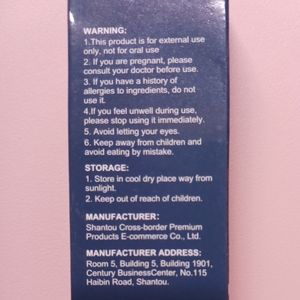 WARNING:
1.This product is for external use
only, not for oral use
2. If you are pregnant, please
consult your doctor before use.
3. If you have a history of
allergies to ingredients, do not
use it.
4.If you feel unwell during use,
please stop using it immediately.
5. Avoid letting your eyes.
6. Keep away from children and
avoid eating by mistake.
STORAGE:
1. Store in cool dry place way from
sunlight.
2. Keep out of reach of children.
MANUFACTURER:
Shantou Cross-border Premium
Products E-commerce Co., Ltd.
MANUFACTURER ADDRESS:
Room 5, Building 5, Building 1901,
Century BusinessCenter, No.115
Haibin Road, Shantou.